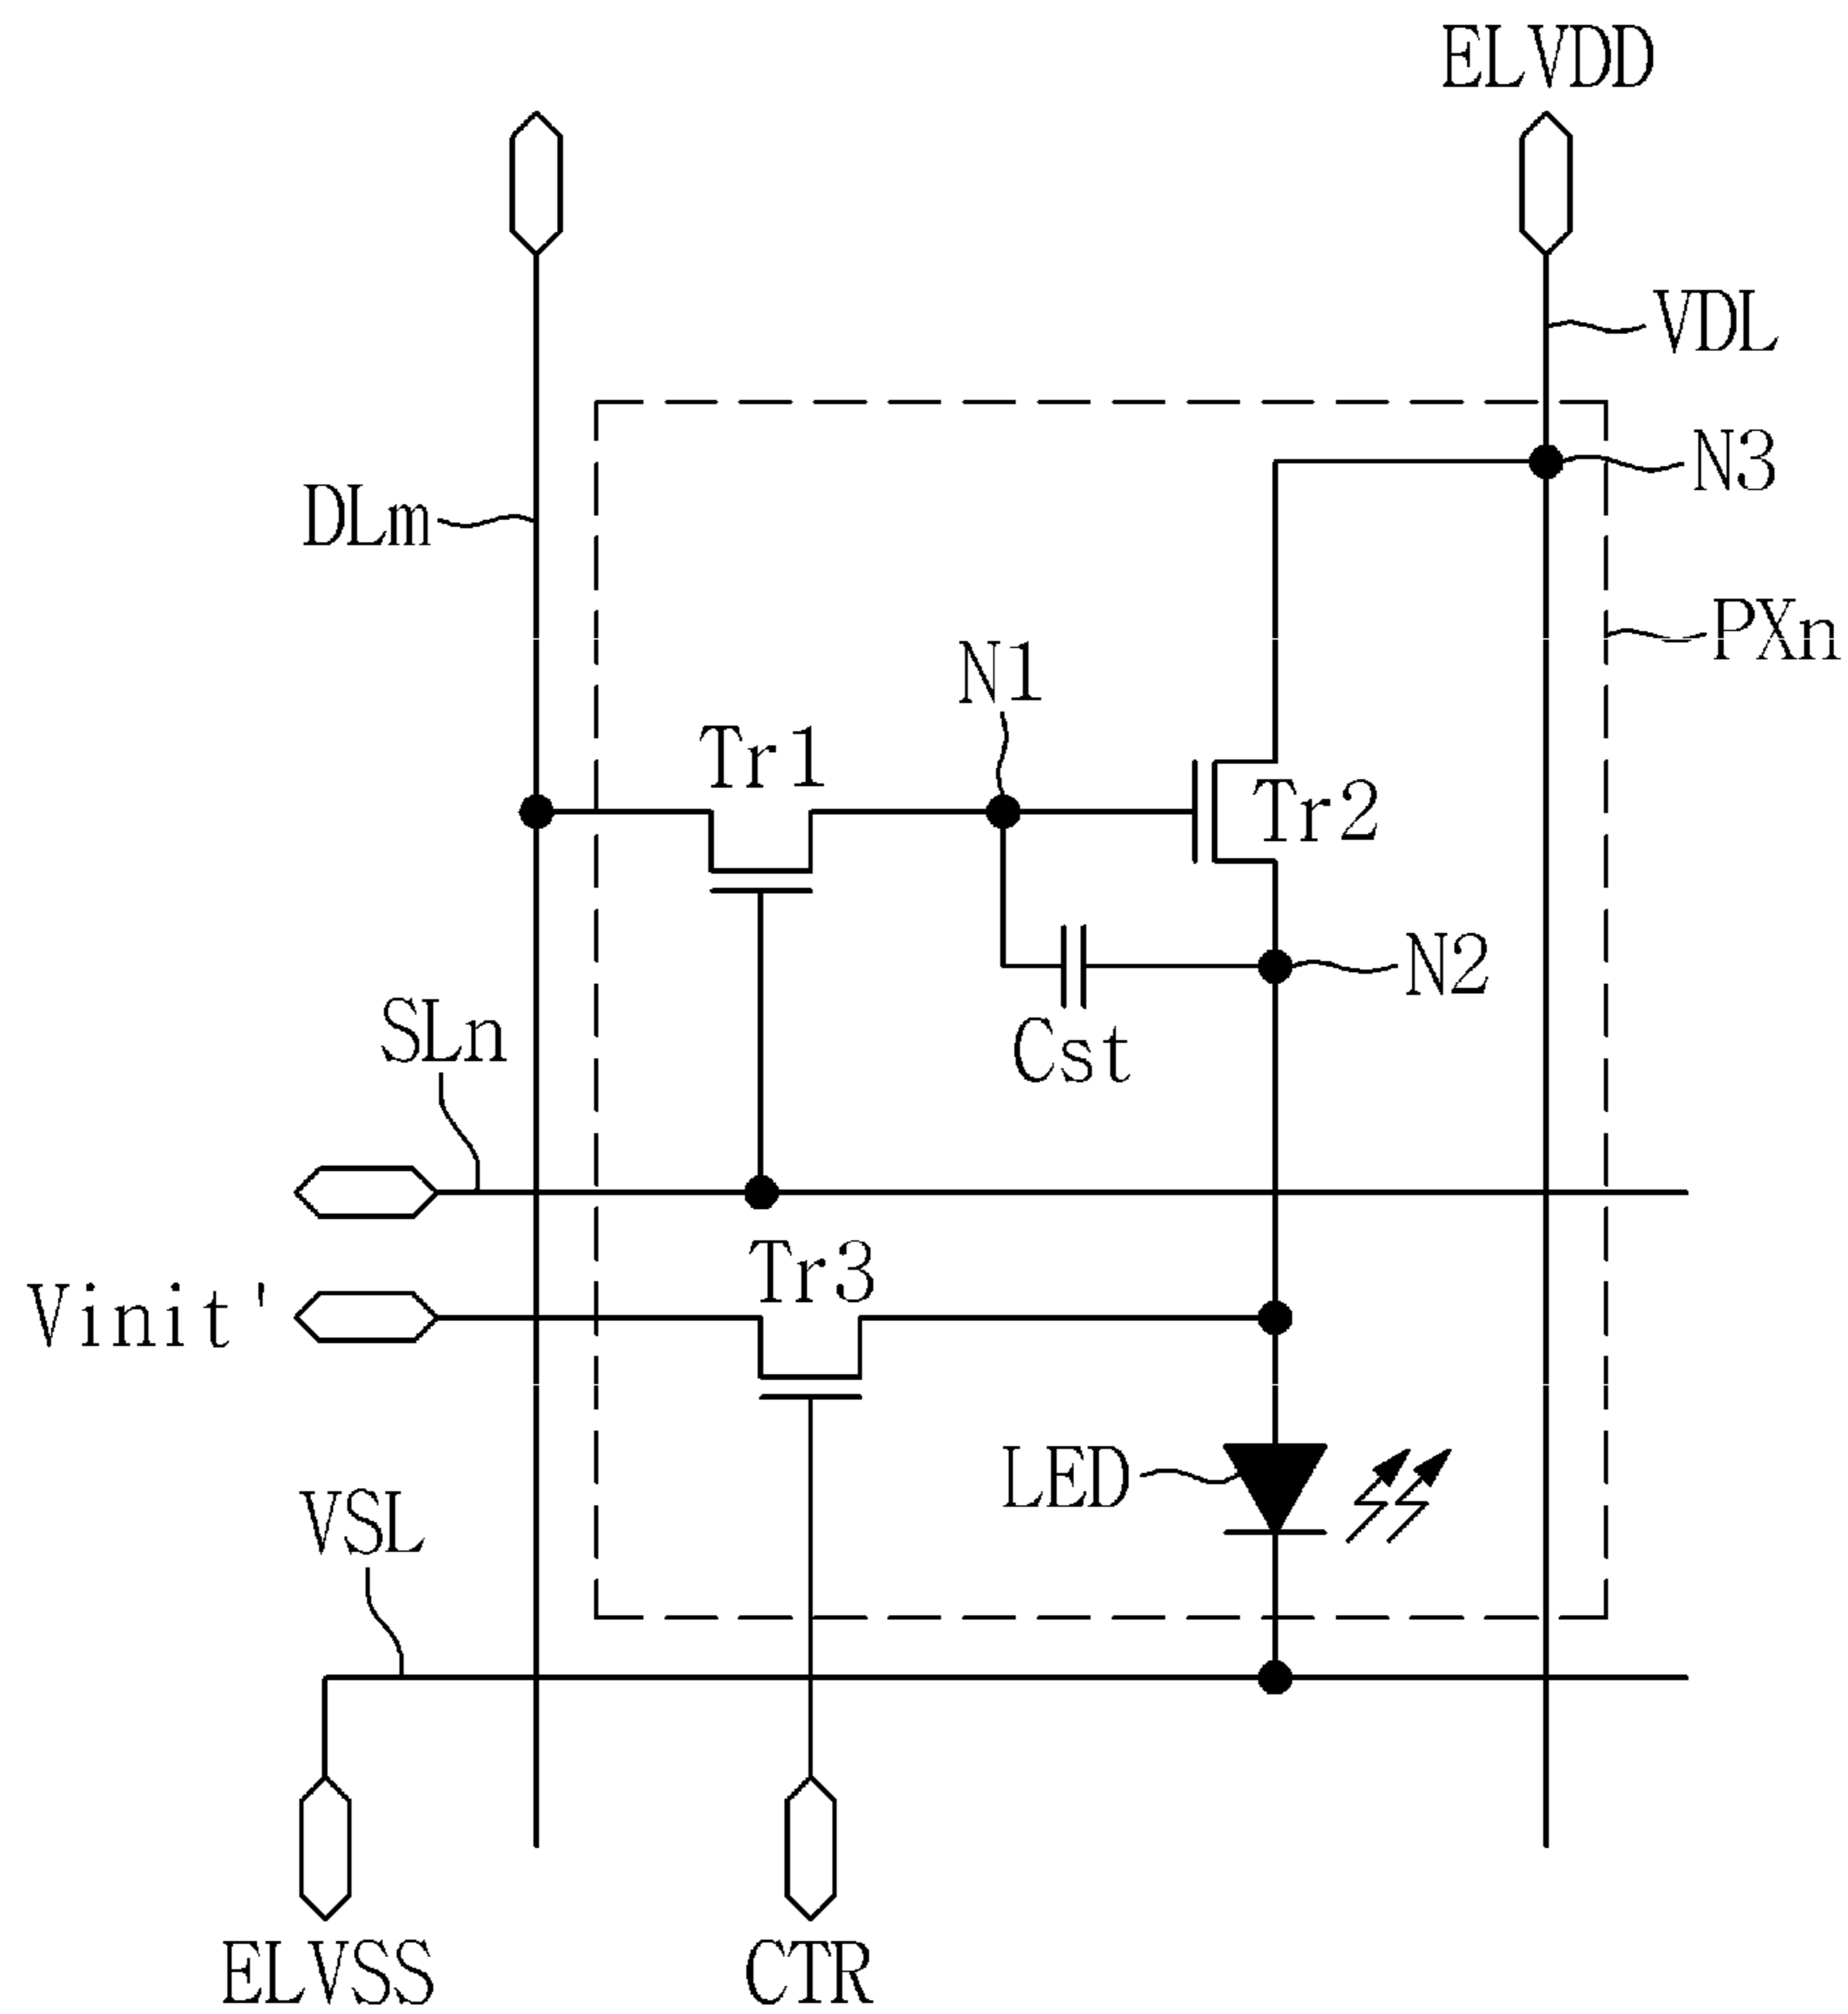 ELVDD
VDL
N3
DLm
PXn
N1
Tr1
Tr2
N2
SLn
Cst
Tr3
Vinit'
LED
VSL
ELVSS
CTR